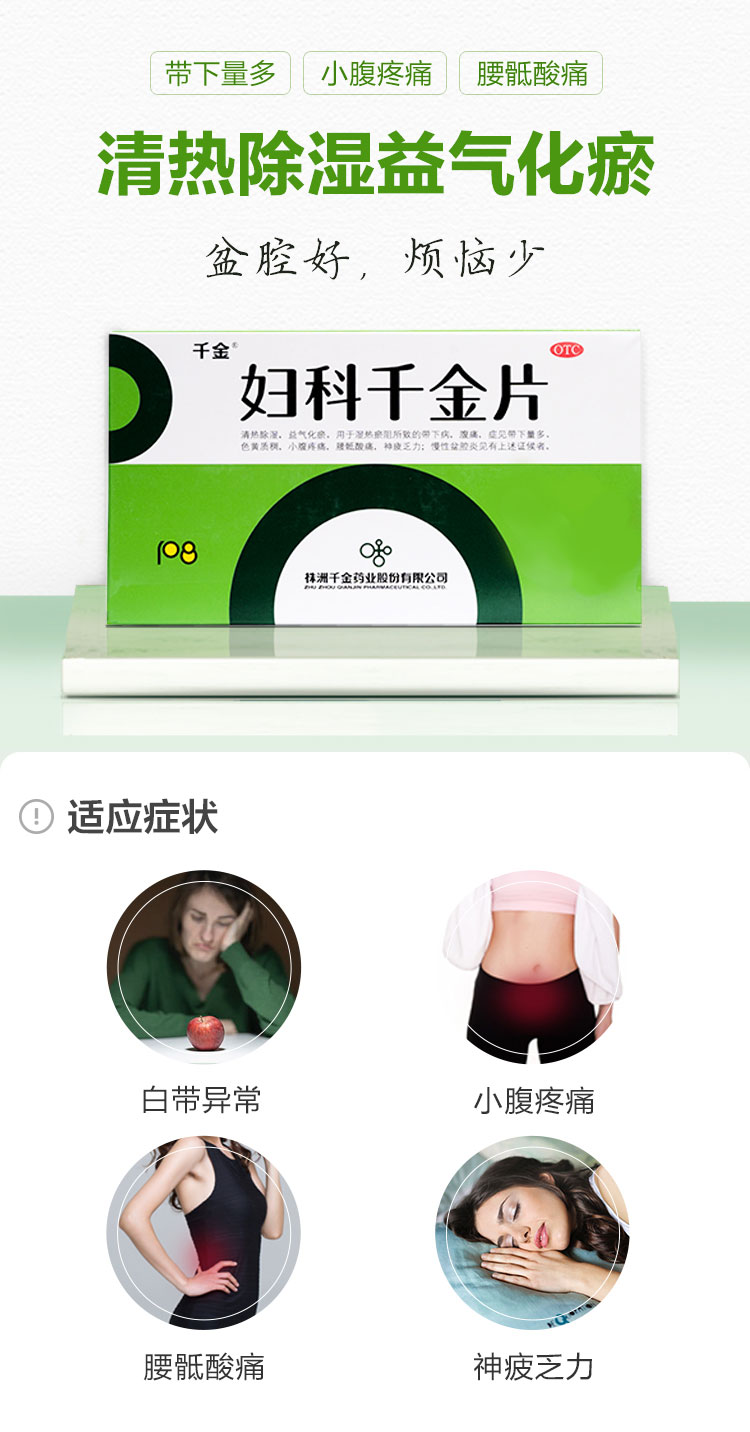 带下量多 小腹疼痛 腰骶酸痛
清热除湿益气化瘀
盆腔好，烦恼少
千金®
OTC
妇科千金片
清热除湿，益气化瘀。用于湿热瘀阻所致的带下病，腹痛，症见带下量多、
色黄质稠、小腹疼痛，腰骶酸痛，神疲乏力；慢性盆腔炎见有上述证候者。
108
株洲千金药业股份有限公司
ZHU ZHOU QIANJIN PHARMACEUTICAL CO.,LTD.
适应症状
白带异常
小腹疼痛
腰骶酸痛
神疲乏力